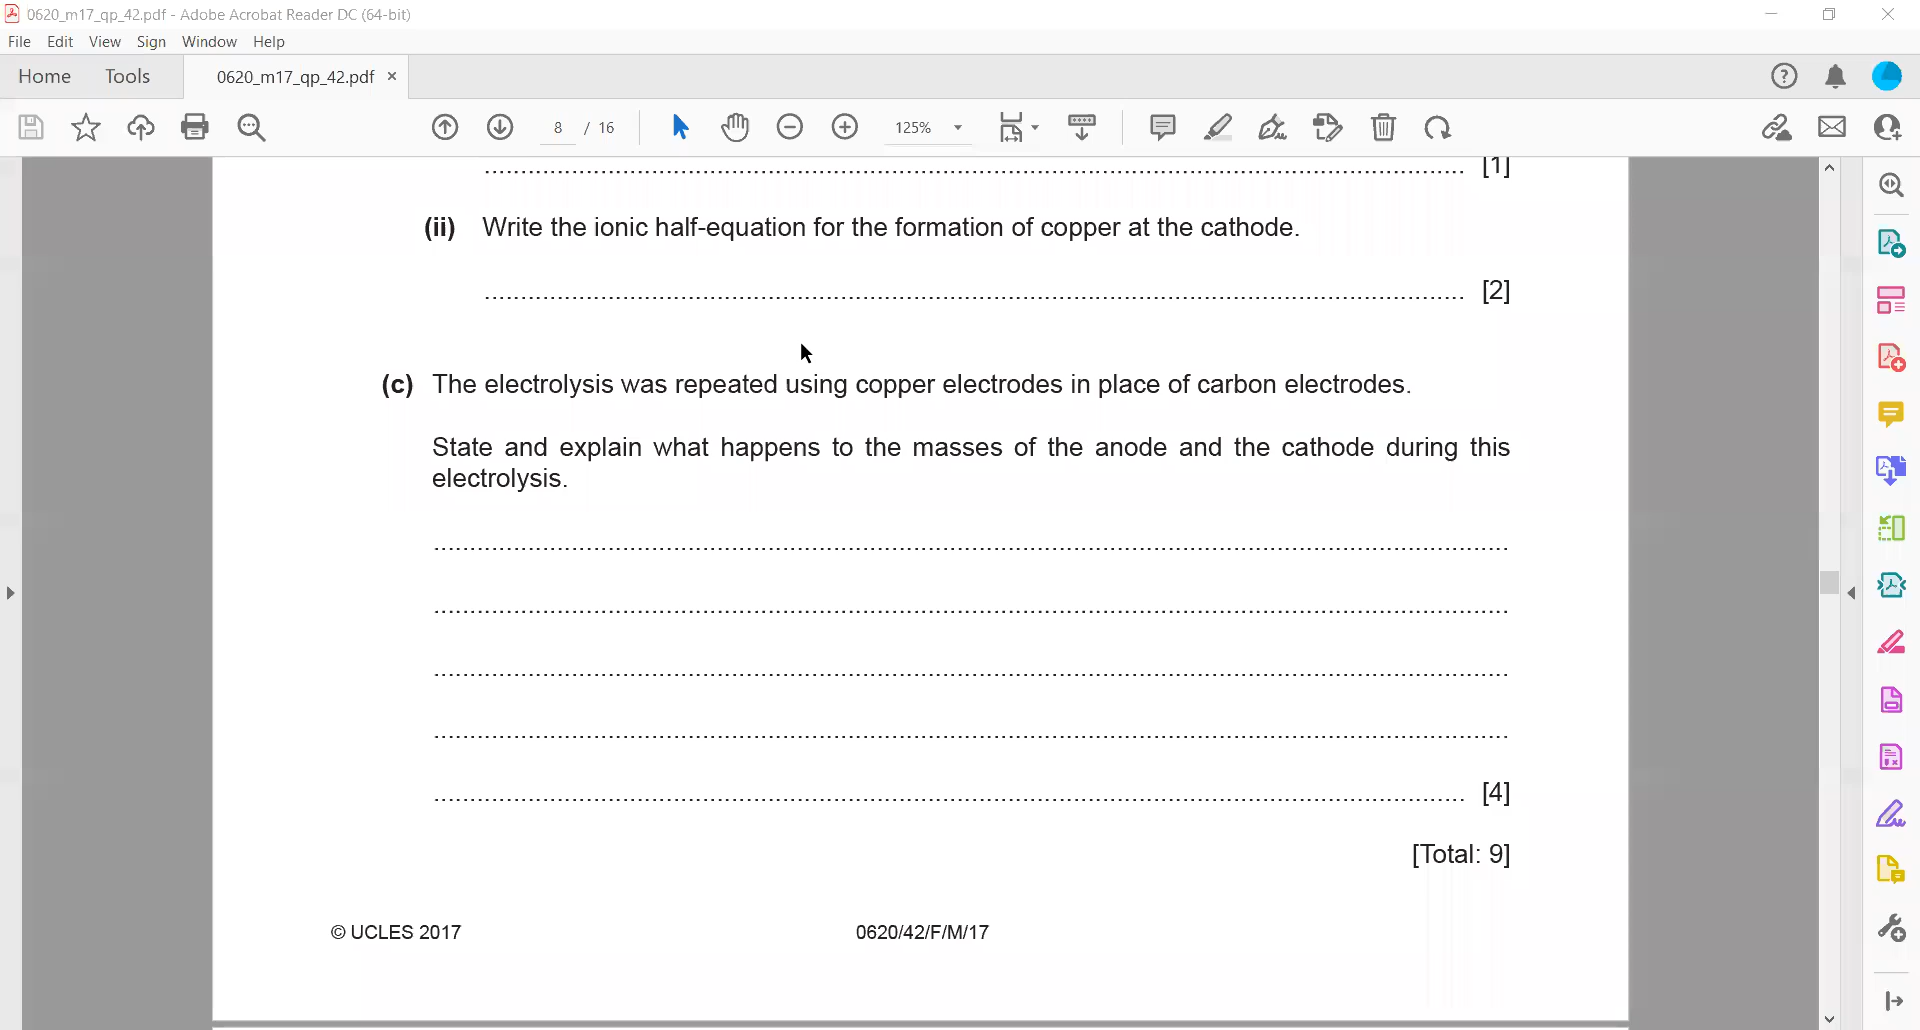 0620_m17_qp_42.pdf - Adobe Acrobat Reader DC (64-bit)
File Edit View Sign Window Help
Home Tools 0620_m17_qp_42.pdf ×
8 / 16 125%
........ [1]
(ii) Write the ionic half-equation for the formation of copper at the cathode.
........ [2]
(c) The electrolysis was repeated using copper electrodes in place of carbon electrodes.
State and explain what happens to the masses of the anode and the cathode during this
electrolysis.
........
........
........
........
........ [4]
[Total: 9]
© UCLES 2017 0620/42/F/M/17